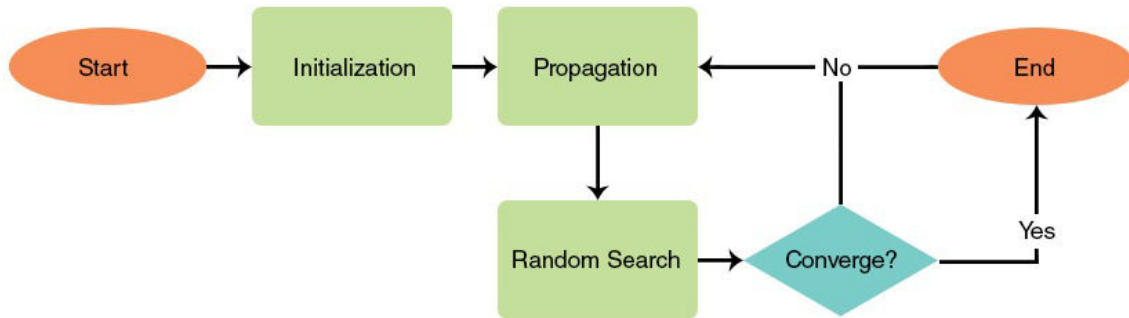 Start
Initialization
Propagation
No
End
Random Search
Converge?
Yes